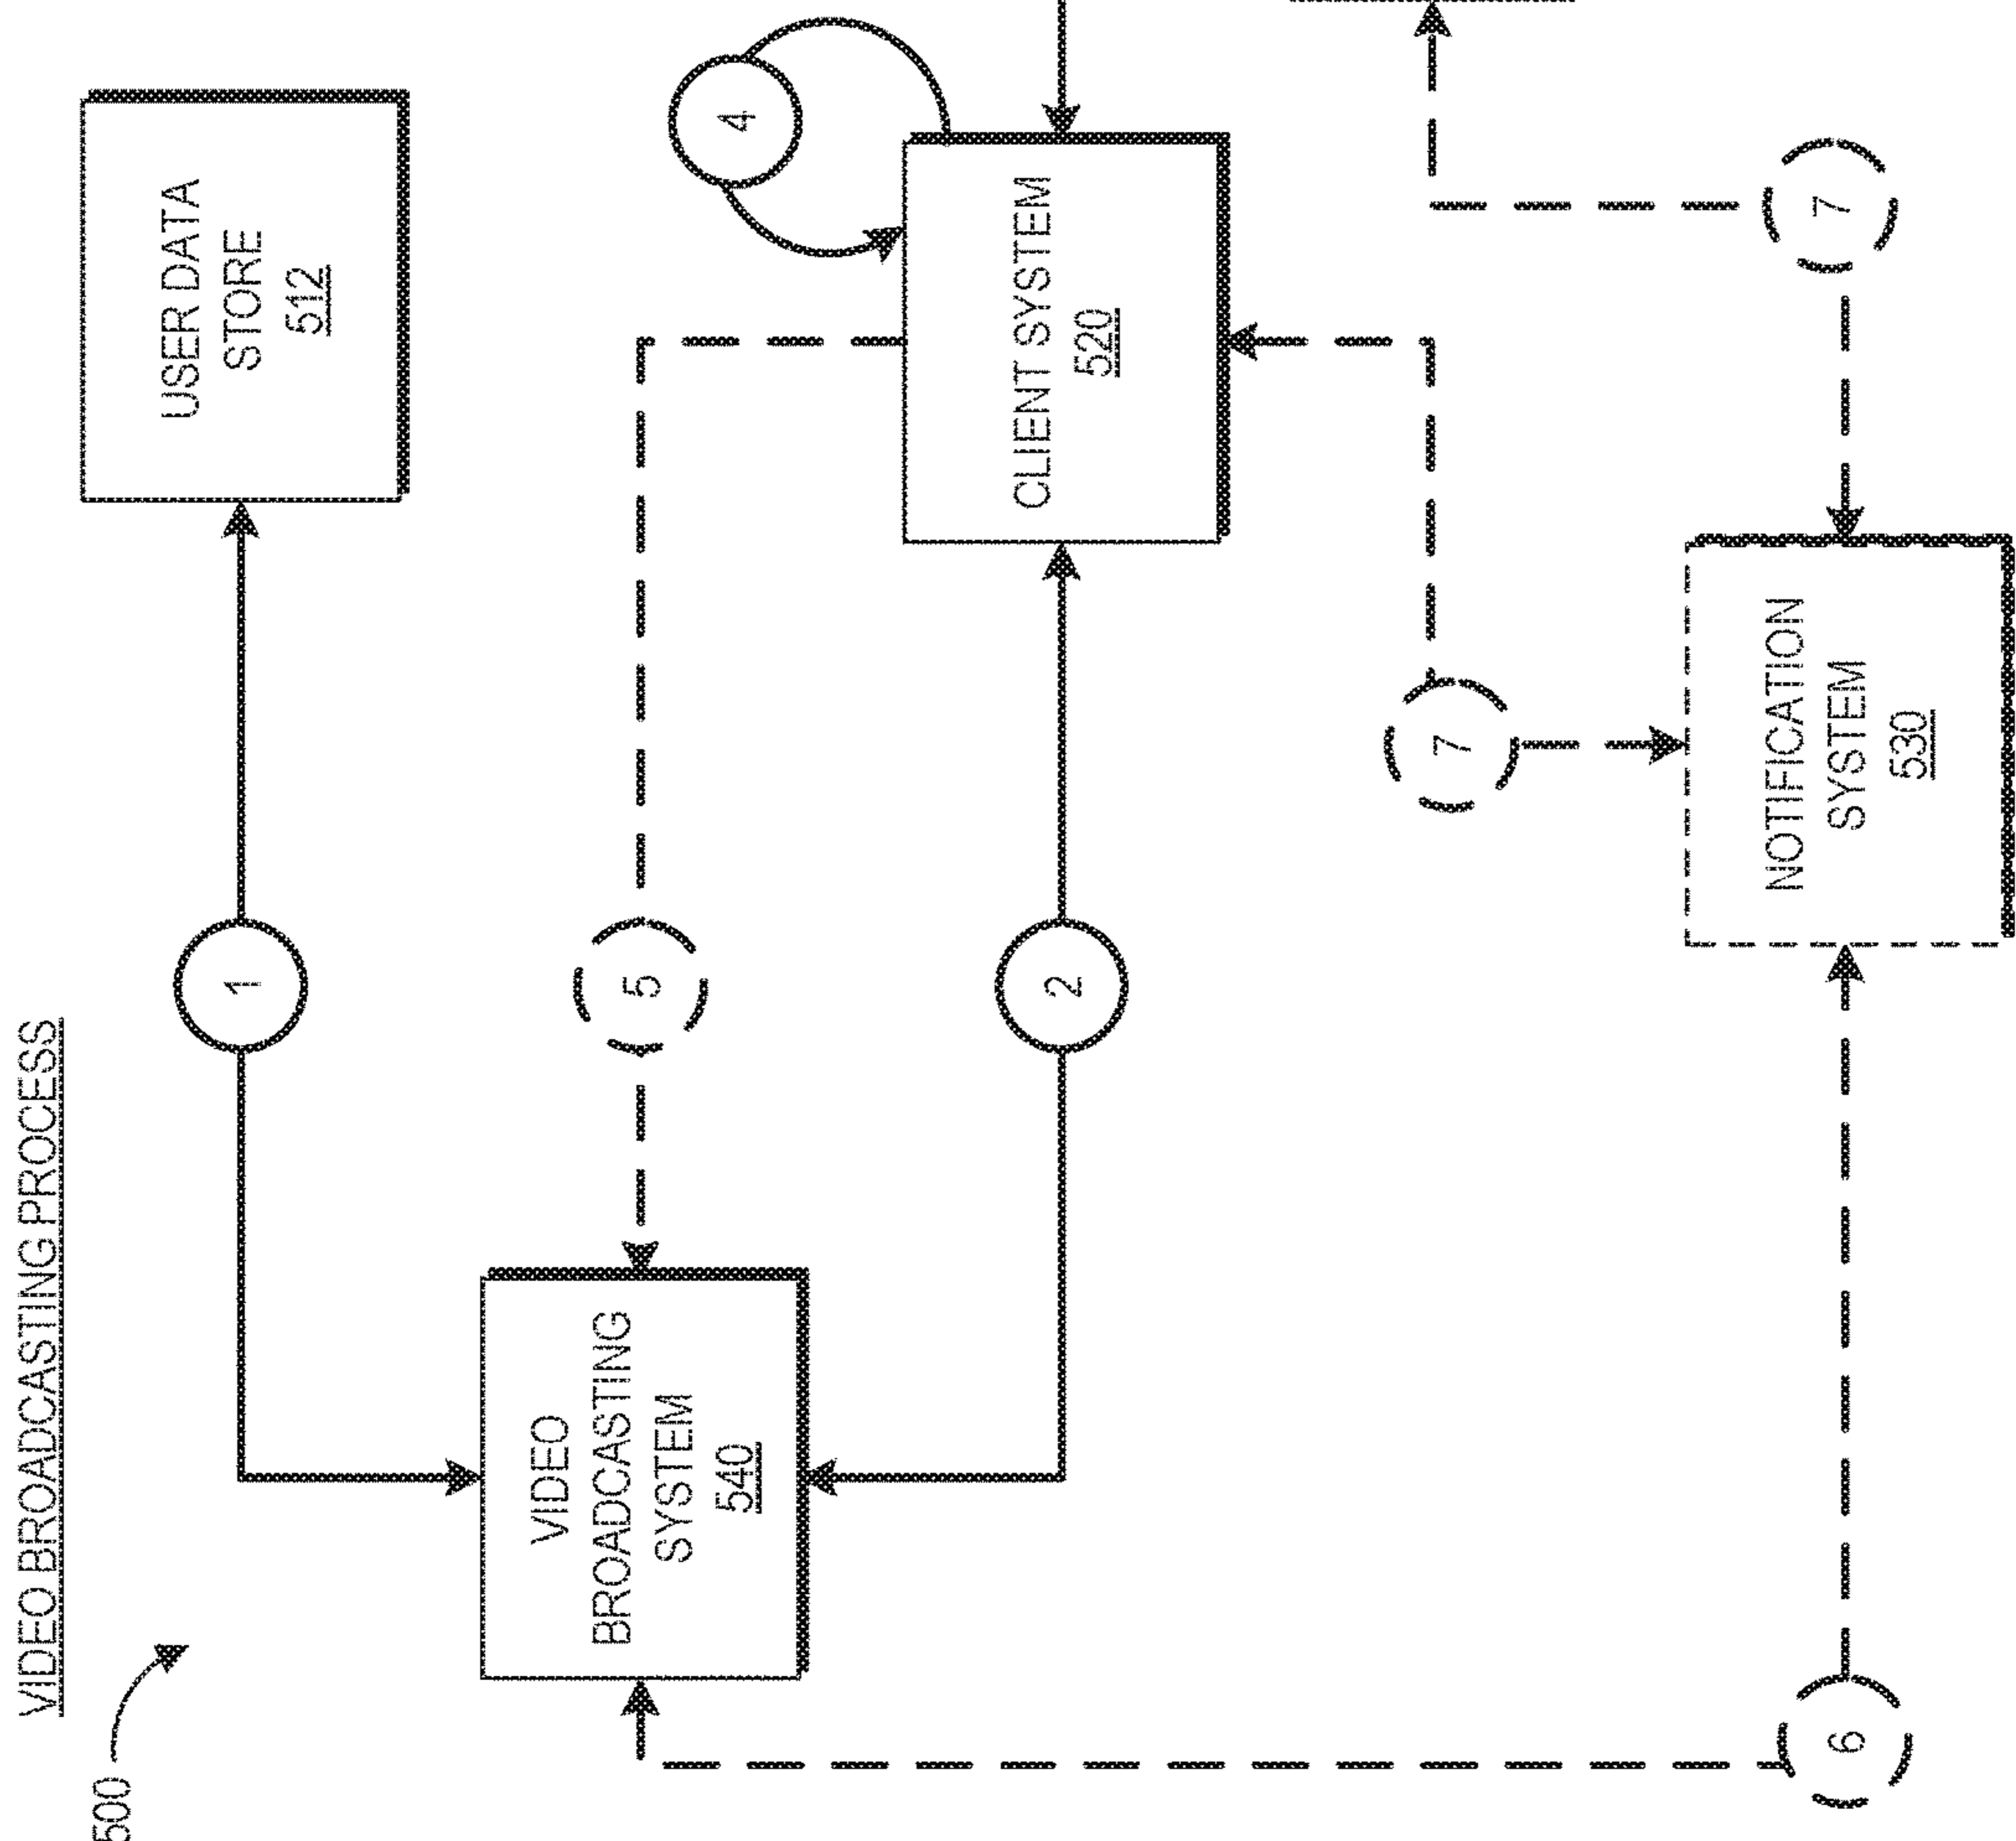 VIDEO BROADCASTING PROCESS
500
1
USER DATA
STORE
512
5
4
VIDEO
BROADCASTING
SYSTEM
540
2
CLIENT SYSTEM
520
7
7
6
NOTIFICATION
SYSTEM
530